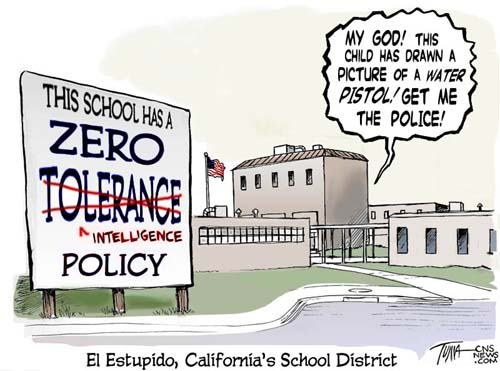 THIS SCHOOL HAS A
ZERO
TOLERANCE
INTELLIGENCE
POLICY
MY GOD! THIS
CHILD HAS DRAWN A
PICTURE OF A WATER
PISTOL! GET ME
THE POLICE!
El Estupido, California's School District
TUMA
CNS
NEWS
.COM